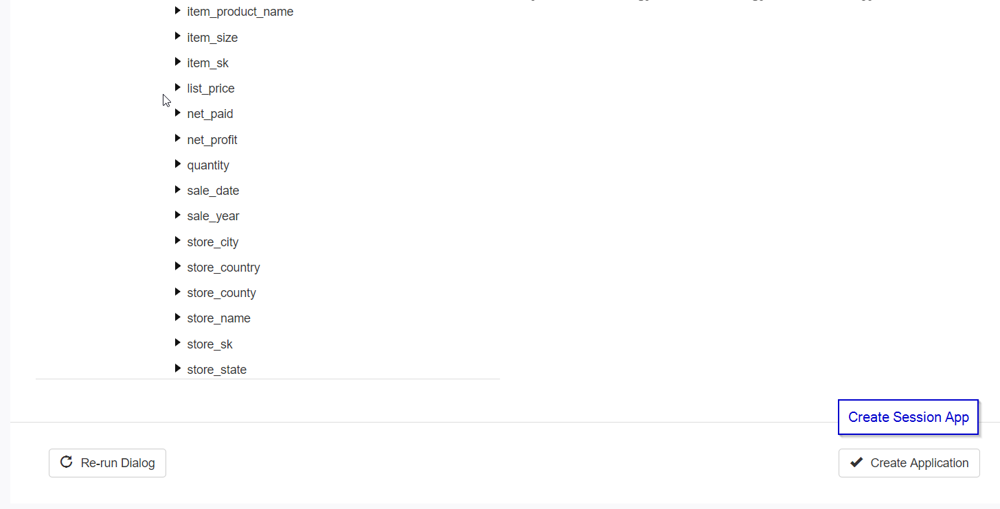 item_product_name
item_size
item_sk
list_price
net_paid
net_profit
quantity
sale_date
sale_year
store_city
store_country
store_county
store_name
store_sk
store_state
Create Session App
Re-run Dialog
Create Application